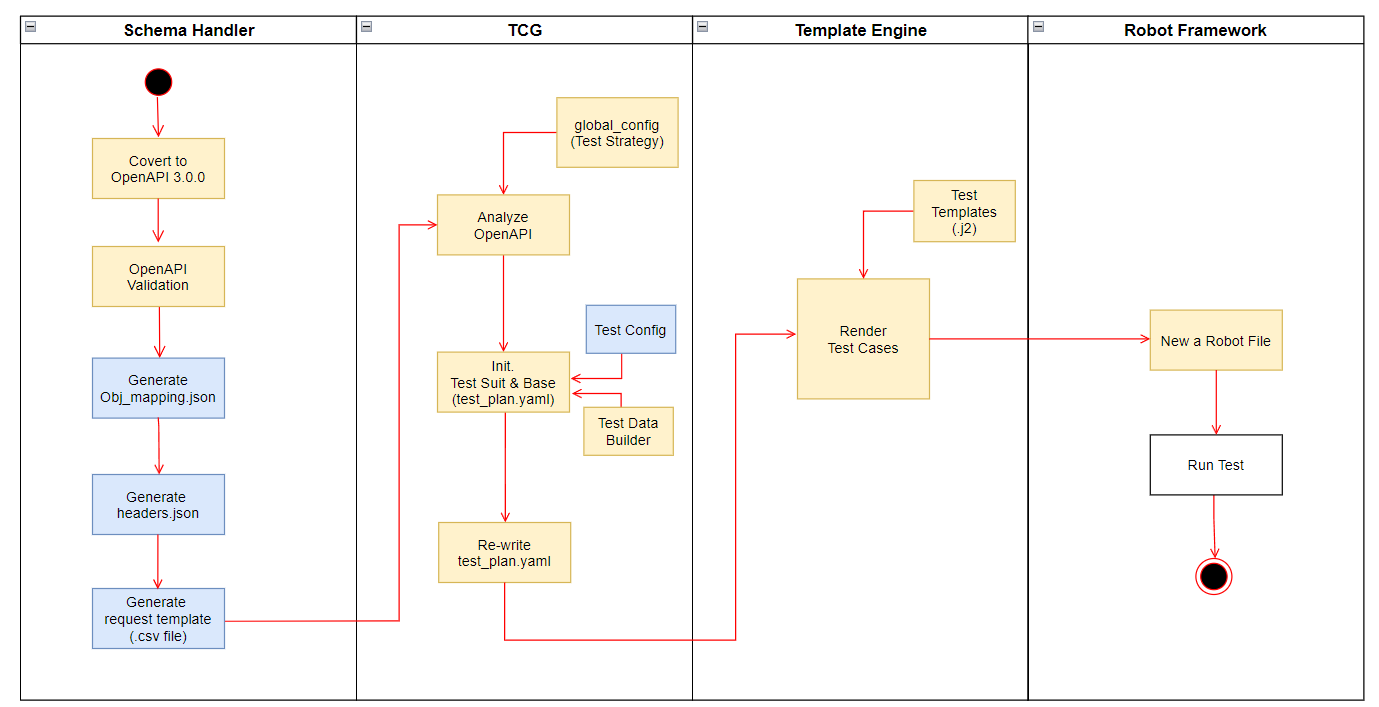 Schema Handler
TCG
Template Engine
Robot Framework
Covert to
OpenAPI 3.0.0
OpenAPI
Validation
Generate
Obj_mapping.json
Generate
headers.json
Generate
request template
(.csv file)
global_config
(Test Strategy)
Analyze
OpenAPI
Test Config
Init.
Test Suit & Base
(test_plan.yaml)
Test Data
Builder
Re-write
test_plan.yaml
Test
Templates
(.j2)
Render
Test Cases
New a Robot File
Run Test